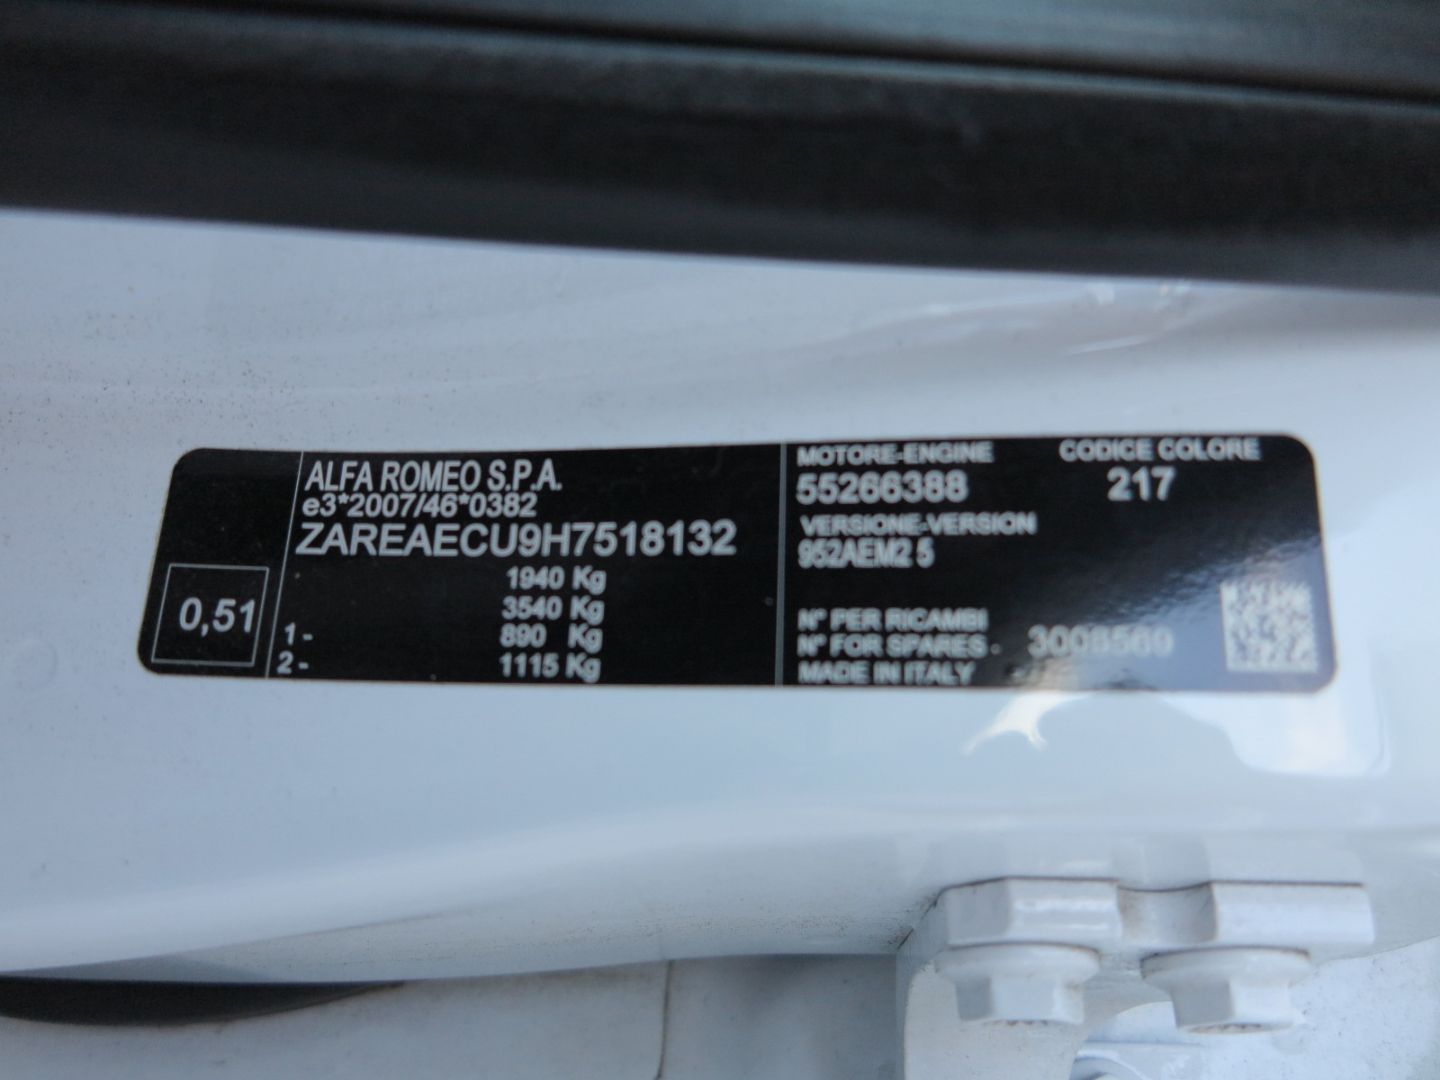 ALFA ROMEO S.P.A.
e3*2007/46*0382
ZAREAECU9H7518132
1940 Kg
3540 Kg
1- 890 Kg
2- 1115 Kg
0,51
MOTORE-ENGINE
55266388
CODICE COLORE
217
VERSIONE-VERSION
952AEM2 5
N° PER RICAMBI
N° FOR SPARES
MADE IN ITALY